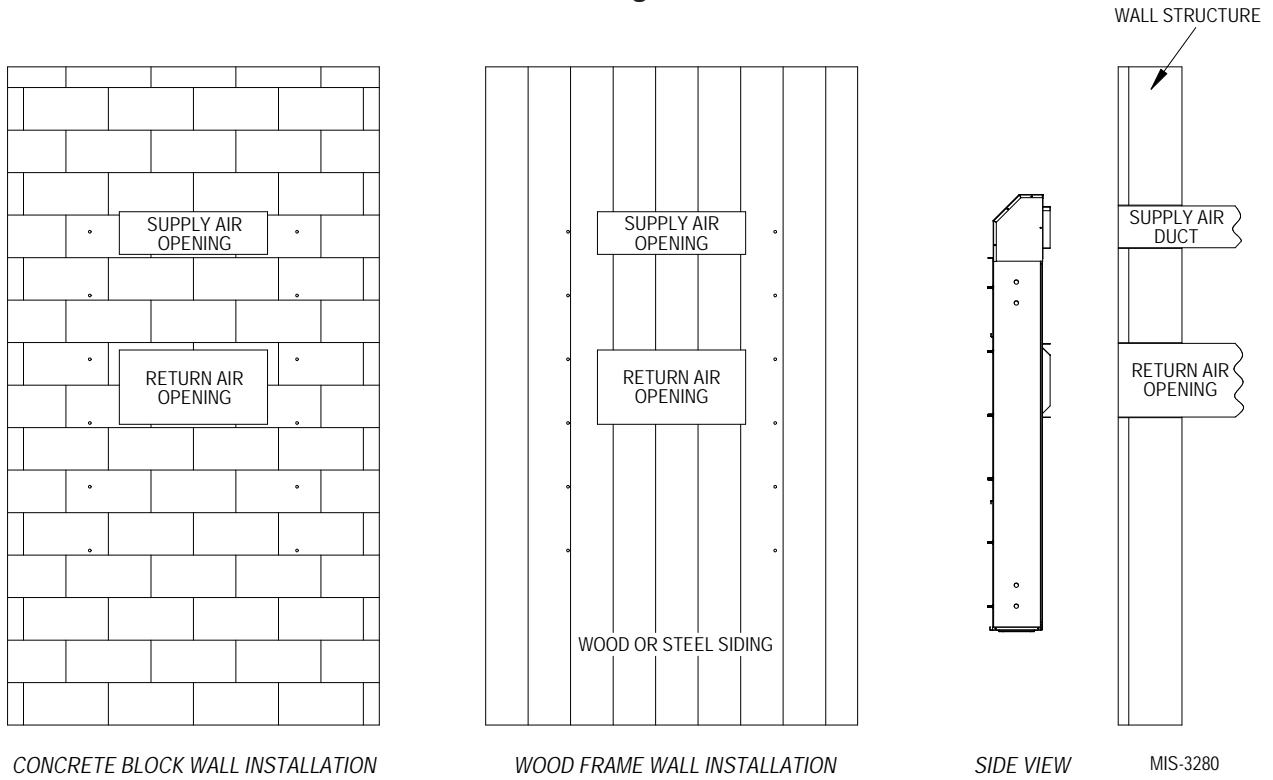 g
WALL STRUCTURE
SUPPLY AIR
OPENING
RETURN AIR
OPENING
SUPPLY AIR
OPENING
RETURN AIR
OPENING
WOOD OR STEEL SIDING
SUPPLY AIR
DUCT
RETURN AIR
OPENING
CONCRETE BLOCK WALL INSTALLATION
WOOD FRAME WALL INSTALLATION
SIDE VIEW
MIS-3280